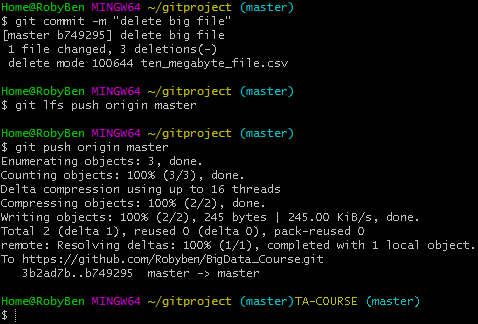 Home@RobyBen MINGW64 ~/gitproject (master)
$ git commit -m "delete big file"
[master b749295] delete big file
 1 file changed, 3 deletions(-)
 delete mode 100644 ten_megabyte_file.csv

Home@RobyBen MINGW64 ~/gitproject (master)
$ git lfs push origin master

Home@RobyBen MINGW64 ~/gitproject (master)
$ git push origin master
Enumerating objects: 3, done.
Counting objects: 100% (3/3), done.
Delta compression using up to 16 threads
Compressing objects: 100% (2/2), done.
Writing objects: 100% (2/2), 245 bytes | 245.00 KiB/s, done.
Total 2 (delta 1), reused 0 (delta 0), pack-reused 0
remote: Resolving deltas: 100% (1/1), completed with 1 local object.
To https://github.com/Robyben/BigData_Course.git
   3b2ad7b..b749295  master -> master

Home@RobyBen MINGW64 ~/gitproject (master)TA-COURSE (master)
$